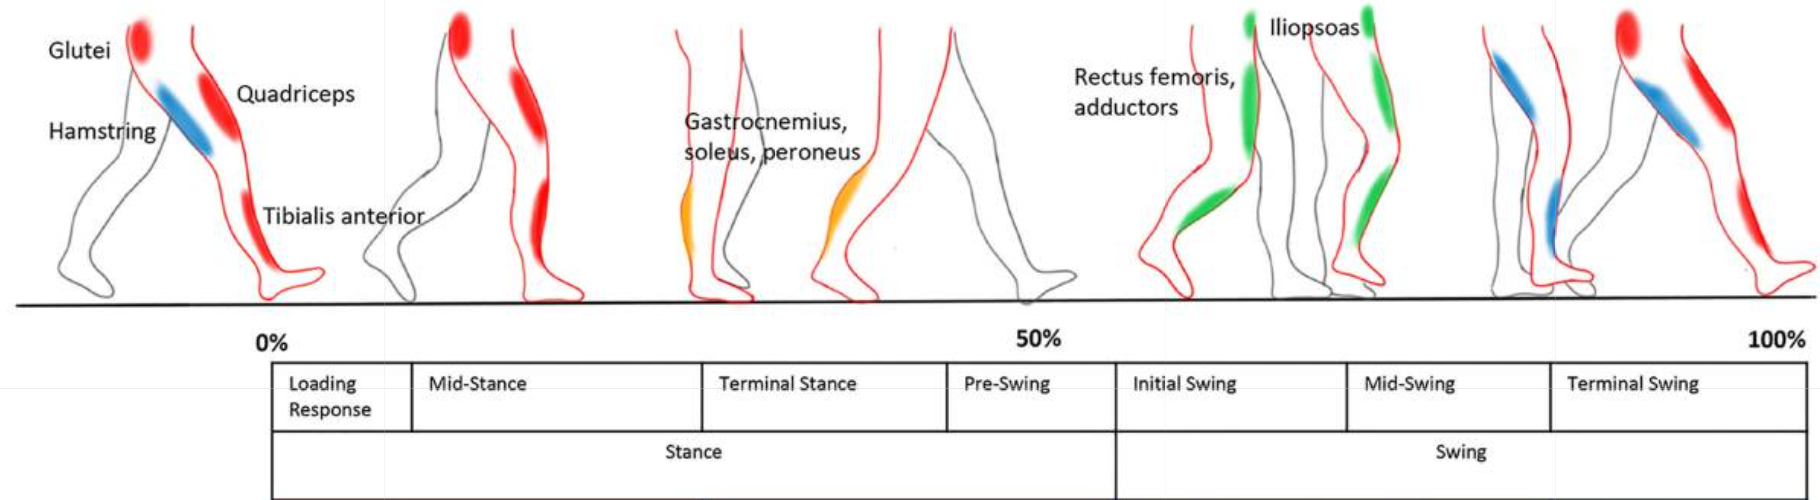 Glutei
Quadriceps
Hamstring
Tibialis anterior
Gastrocnemius,
soleus, peroneus
Rectus femoris,
adductors
Iliopsoas
0%
50%
100%
Loading
Response
Mid-Stance
Terminal Stance
Pre-Swing
Initial Swing
Mid-Swing
Terminal Swing
Stance
Swing